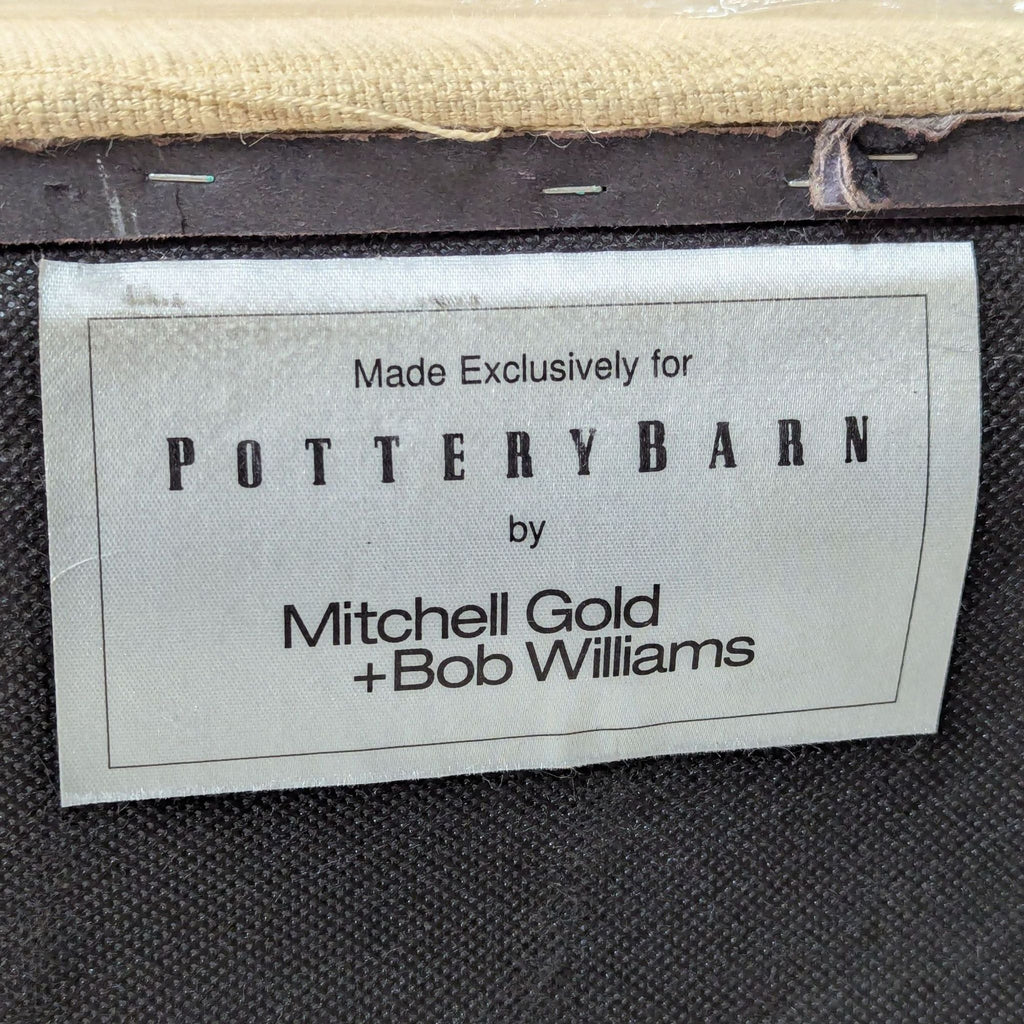 Made Exclusively for
POTTERYBARN
by
Mitchell Gold
+Bob Williams